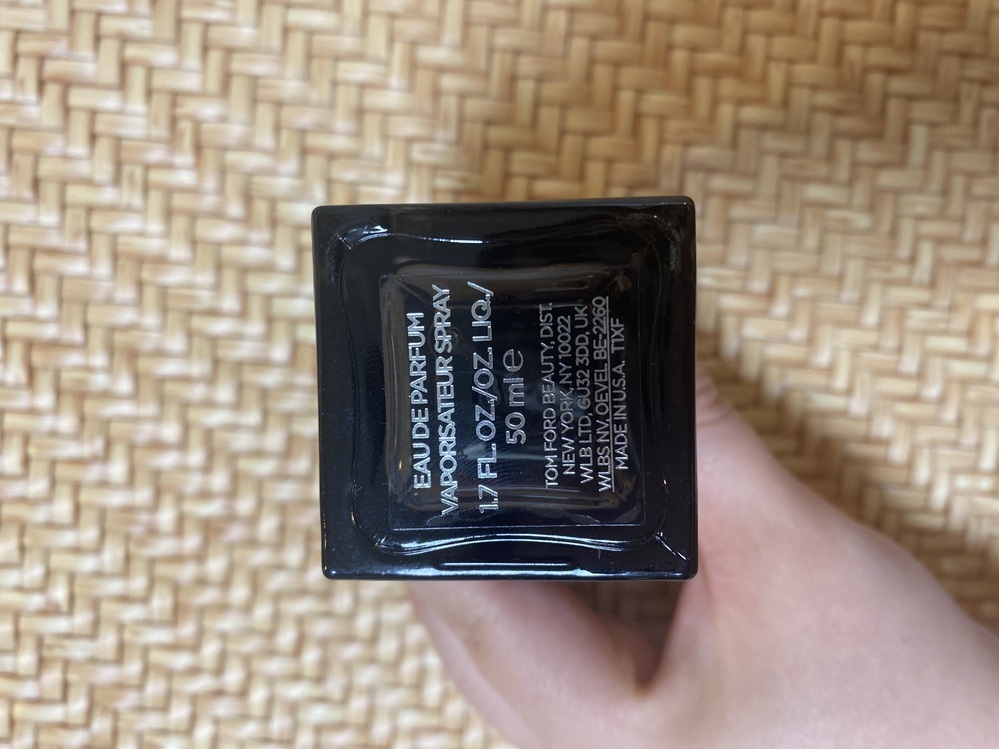 EAU DE PARFUM
VAPORISATEUR SPRAY
1.7 FL. OZ./OZ. LIQ./
50 ml ℮
TOM FORD BEAUTY, DIST.
NEW YORK, NY 10022
WLB LTD, GU32 3DD, UK
WLBS NV, OEVEL BE-2260
MADE IN U.S.A. T1XF